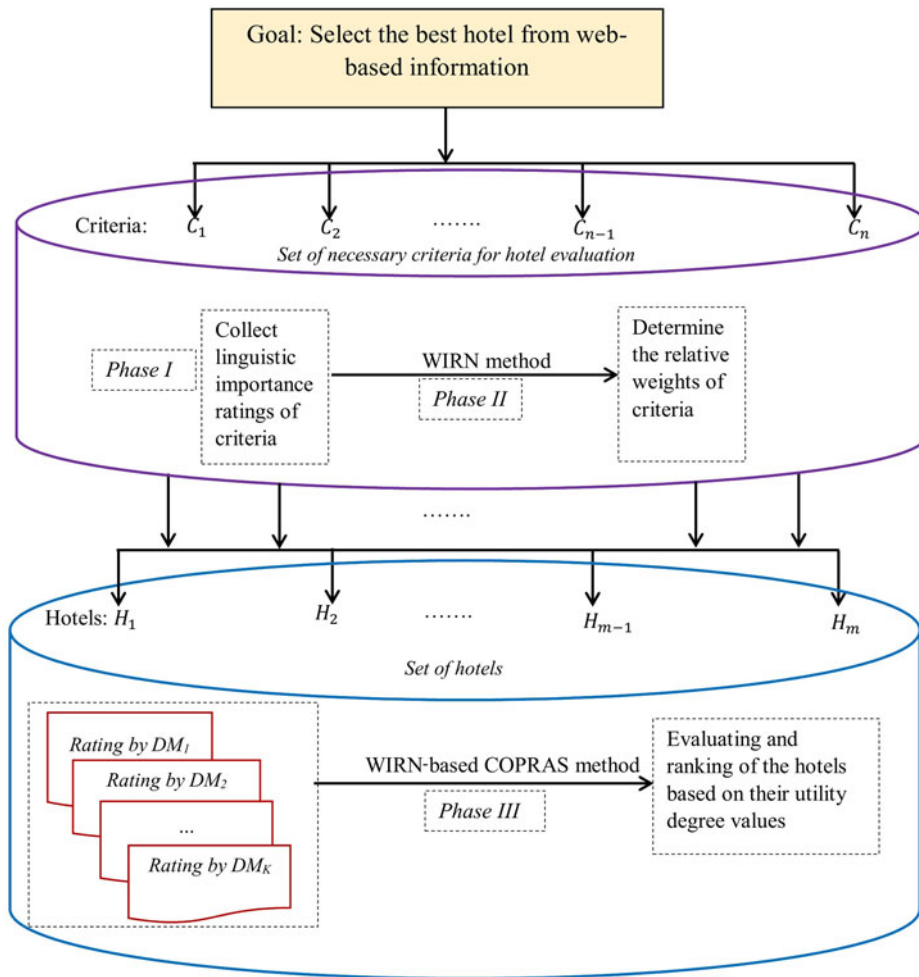 Goal: Select the best hotel from web-
based information
Criteria: C₁ C₂ ……. Cₙ₋₁ Cₙ
Set of necessary criteria for hotel evaluation
Phase I
Collect
linguistic
importance
ratings of
criteria
WIRN method
Phase II
Determine
the relative
weights of
criteria
…….
Hotels: H₁ H₂ ……. Hₘ₋₁ Hₘ
Set of hotels
Rating by DM₁
Rating by DM₂
...
Rating by DM_K
WIRN-based COPRAS method
Phase III
Evaluating and
ranking of the hotels
based on their utility
degree values